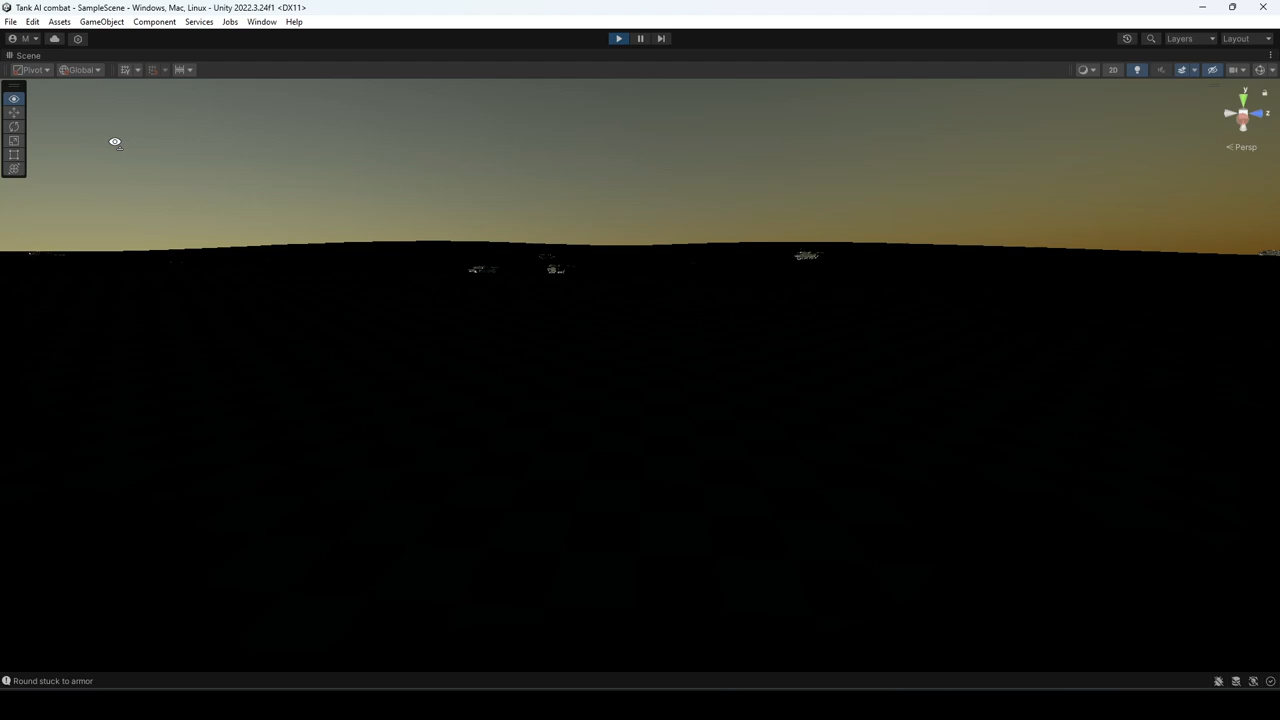 Tank AI combat - SampleScene - Windows, Mac, Linux - Unity 2022.3.24f1 <DX11>
File Edit Assets GameObject Component Services Jobs Window Help
M Layers Layout
Scene
Pivot Global 2D
y
z
Persp
Round stuck to armor